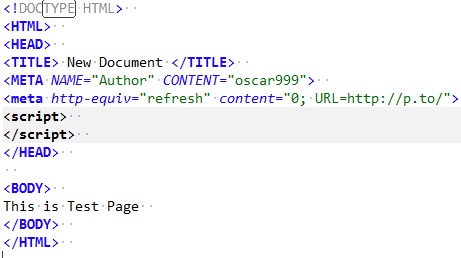 <!DOCTYPE HTML>
<HTML>
<HEAD>
<TITLE> New Document </TITLE>
<META NAME="Author" CONTENT="oscar999">
<meta http-equiv="refresh" content="0; URL=http://p.to/">
<script>
</script>
</HEAD>
<BODY>
This is Test Page
</BODY>
</HTML>